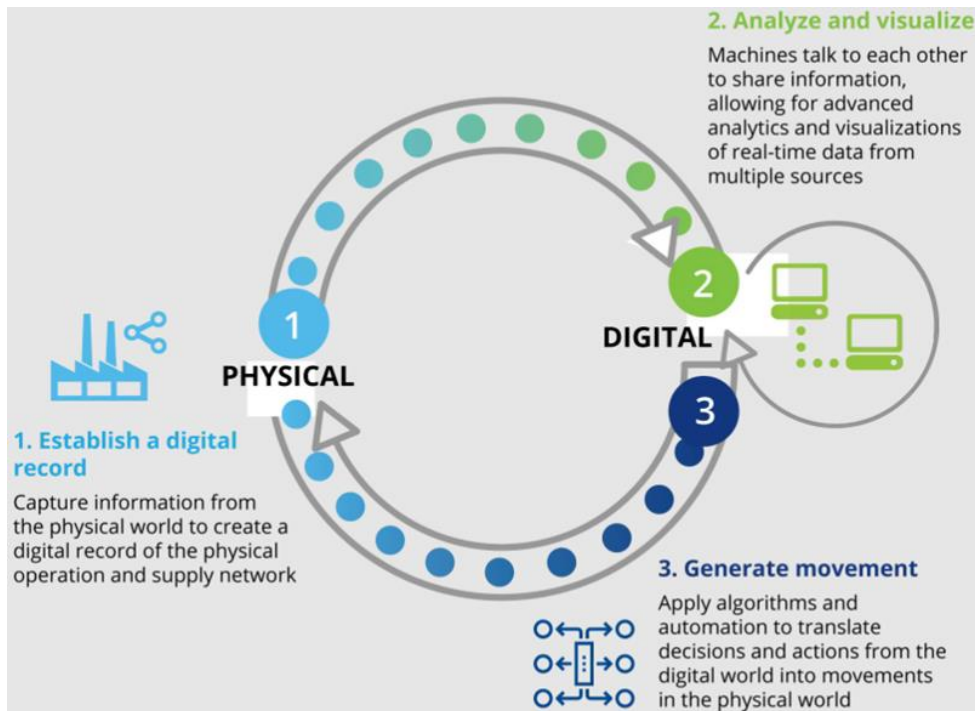 2. Analyze and visualize
Machines talk to each other
to share information,
allowing for advanced
analytics and visualizations
of real-time data from
multiple sources
1
PHYSICAL
2
DIGITAL
3
1. Establish a digital
record
Capture information from
the physical world to create a
digital record of the physical
operation and supply network
3. Generate movement
Apply algorithms and
automation to translate
decisions and actions from the
digital world into movements
in the physical world